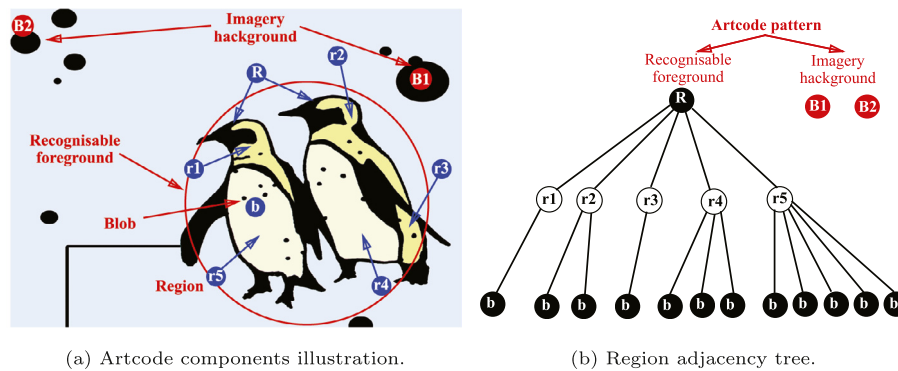 B2
Imagery
hackground
r2
R
B1
Recognisable
foreground
r1
r3
b
Blob
r5
Region
r4
(a) Artcode components illustration.
Artcode pattern
Recognisable
foreground
Imagery
hackground
R
B1 B2
r1 r2 r3 r4 r5
b b b b b b b b b b b b
(b) Region adjacency tree.